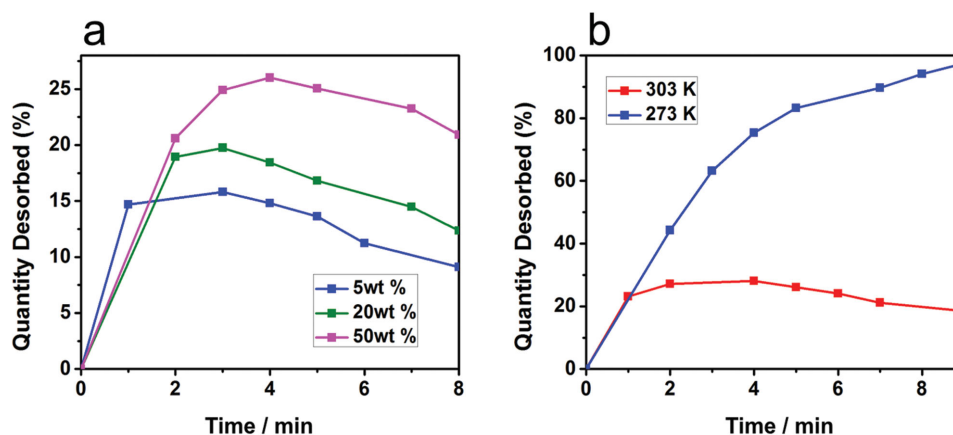 a
Quantity Desorbed (%)
25
20
15
10
5
0
0 2 4 6 8
Time / min
5wt %
20wt %
50wt %
b
Quantity Desorbed (%)
100
80
60
40
20
0
0 2 4 6 8
Time / min
303 K
273 K